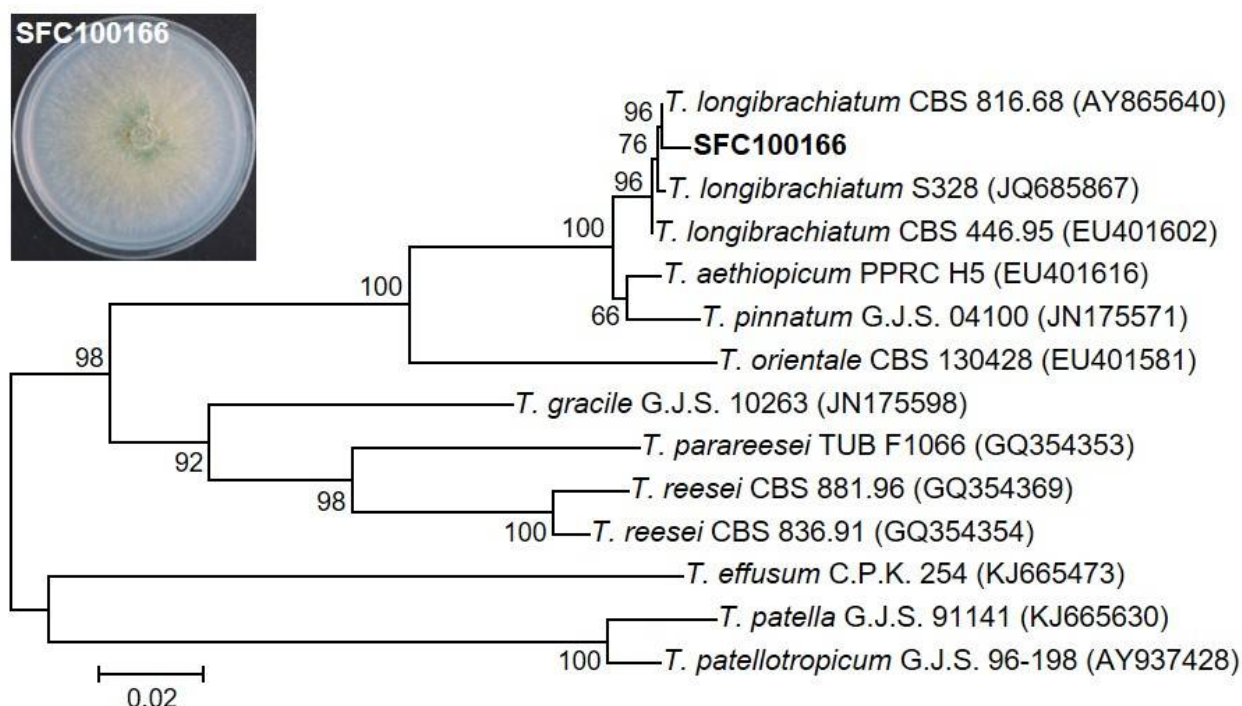 SFC100166
96
T. longibrachiatum CBS 816.68 (AY865640)
76
SFC100166
96
T. longibrachiatum S328 (JQ685867)
100
T. longibrachiatum CBS 446.95 (EU401602)
T. aethiopicum PPRC H5 (EU401616)
100
66
T. pinnatum G.J.S. 04100 (JN175571)
98
T. orientale CBS 130428 (EU401581)
T. gracile G.J.S. 10263 (JN175598)
92
T. parareesei TUB F1066 (GQ354353)
98
T. reesei CBS 881.96 (GQ354369)
100
T. reesei CBS 836.91 (GQ354354)
T. effusum C.P.K. 254 (KJ665473)
T. patella G.J.S. 91141 (KJ665630)
100
T. patellotropicum G.J.S. 96-198 (AY937428)
0.02